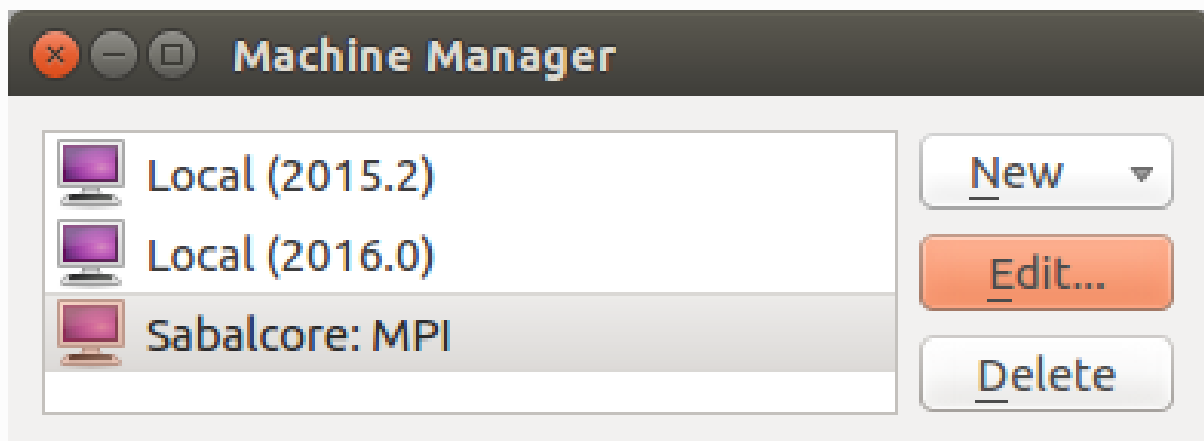 Machine Manager
Local (2015.2)
Local (2016.0)
Sabalcore: MPI
New
Edit...
Delete